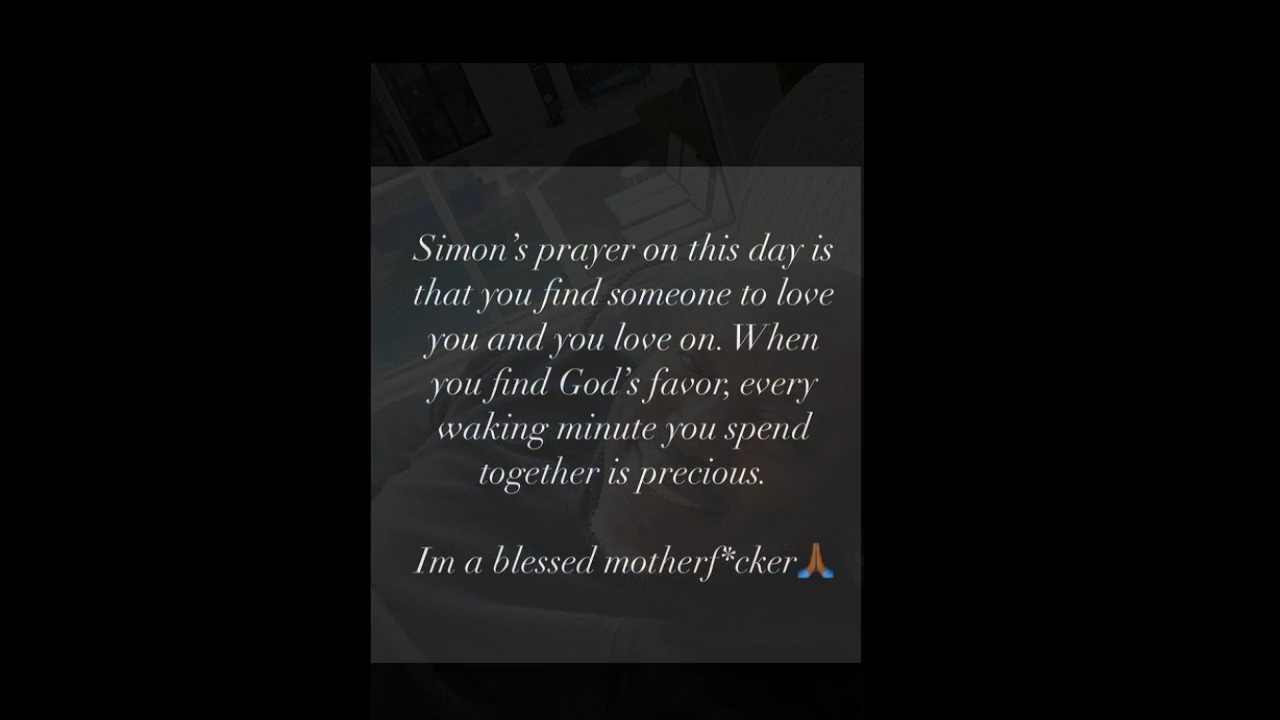 Simon’s prayer on this day is
that you find someone to love
you and you love on. When
you find God’s favor, every
waking minute you spend
together is precious.
Im a blessed motherf*cker🙏🏾